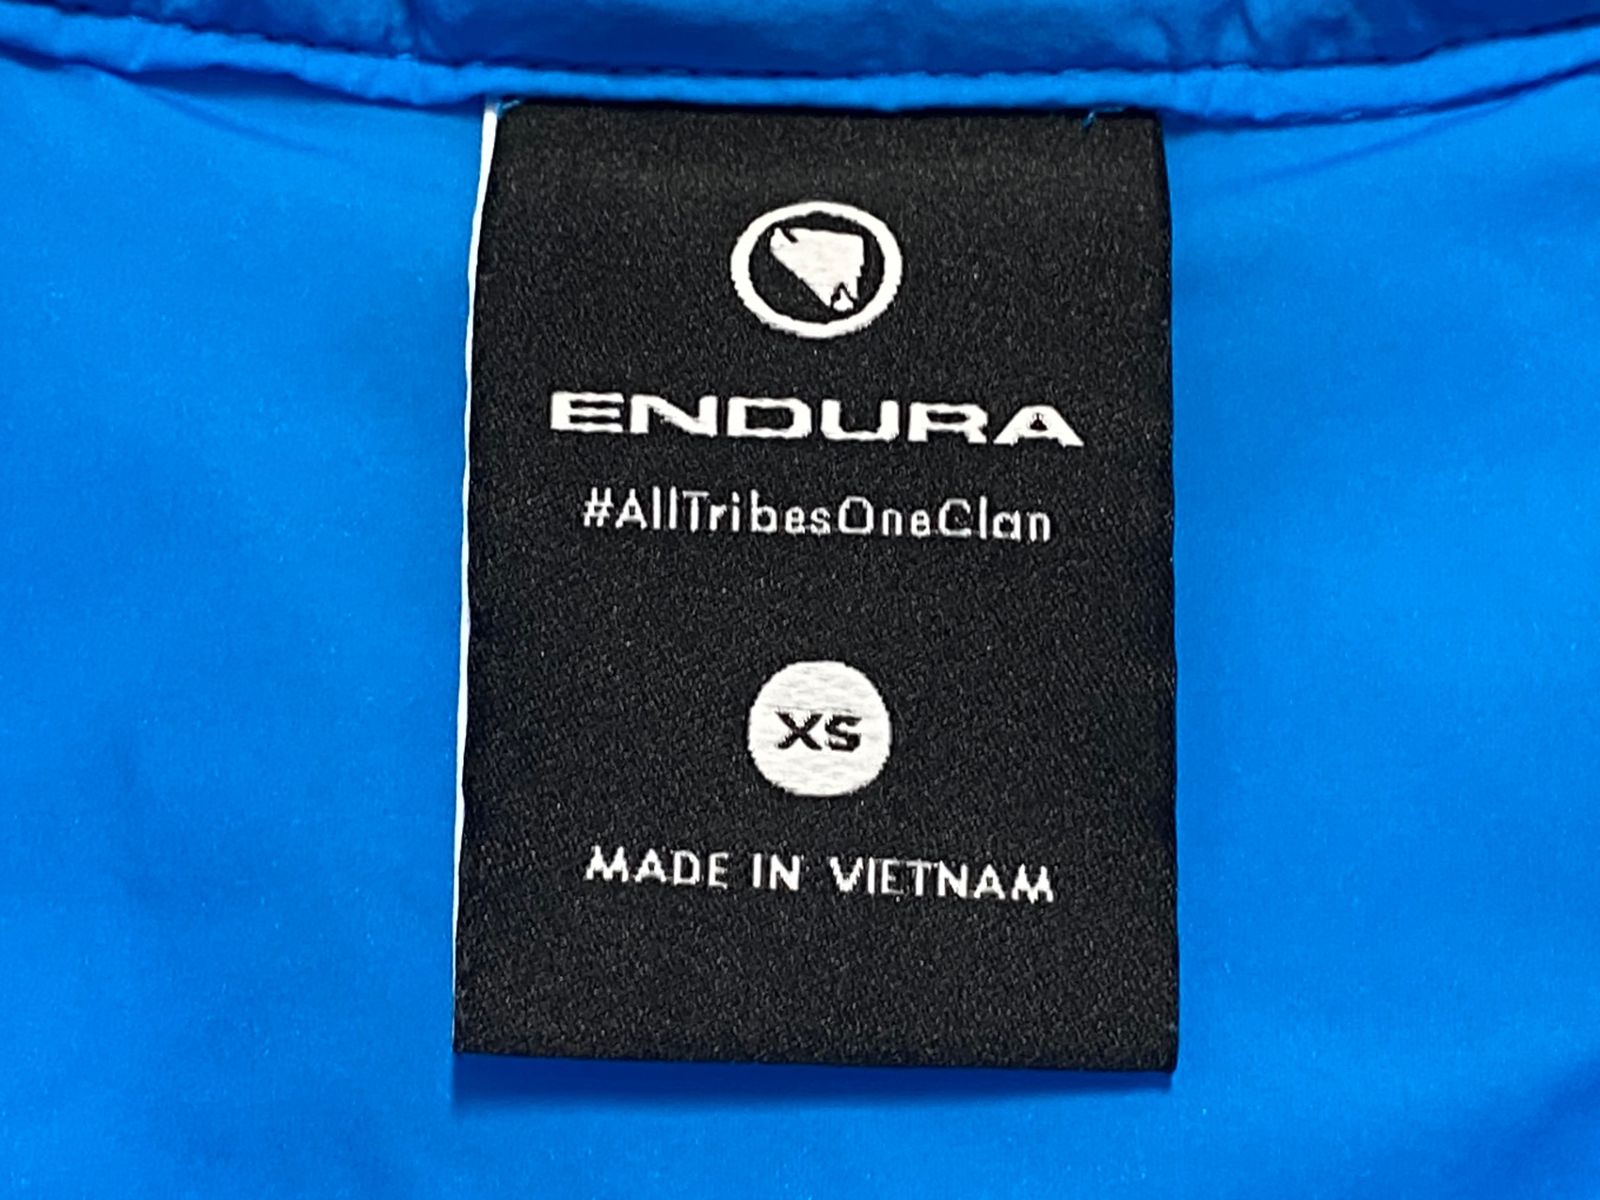 ENDURA
#AllTribesOneClan
XS
MADE IN VIETNAM